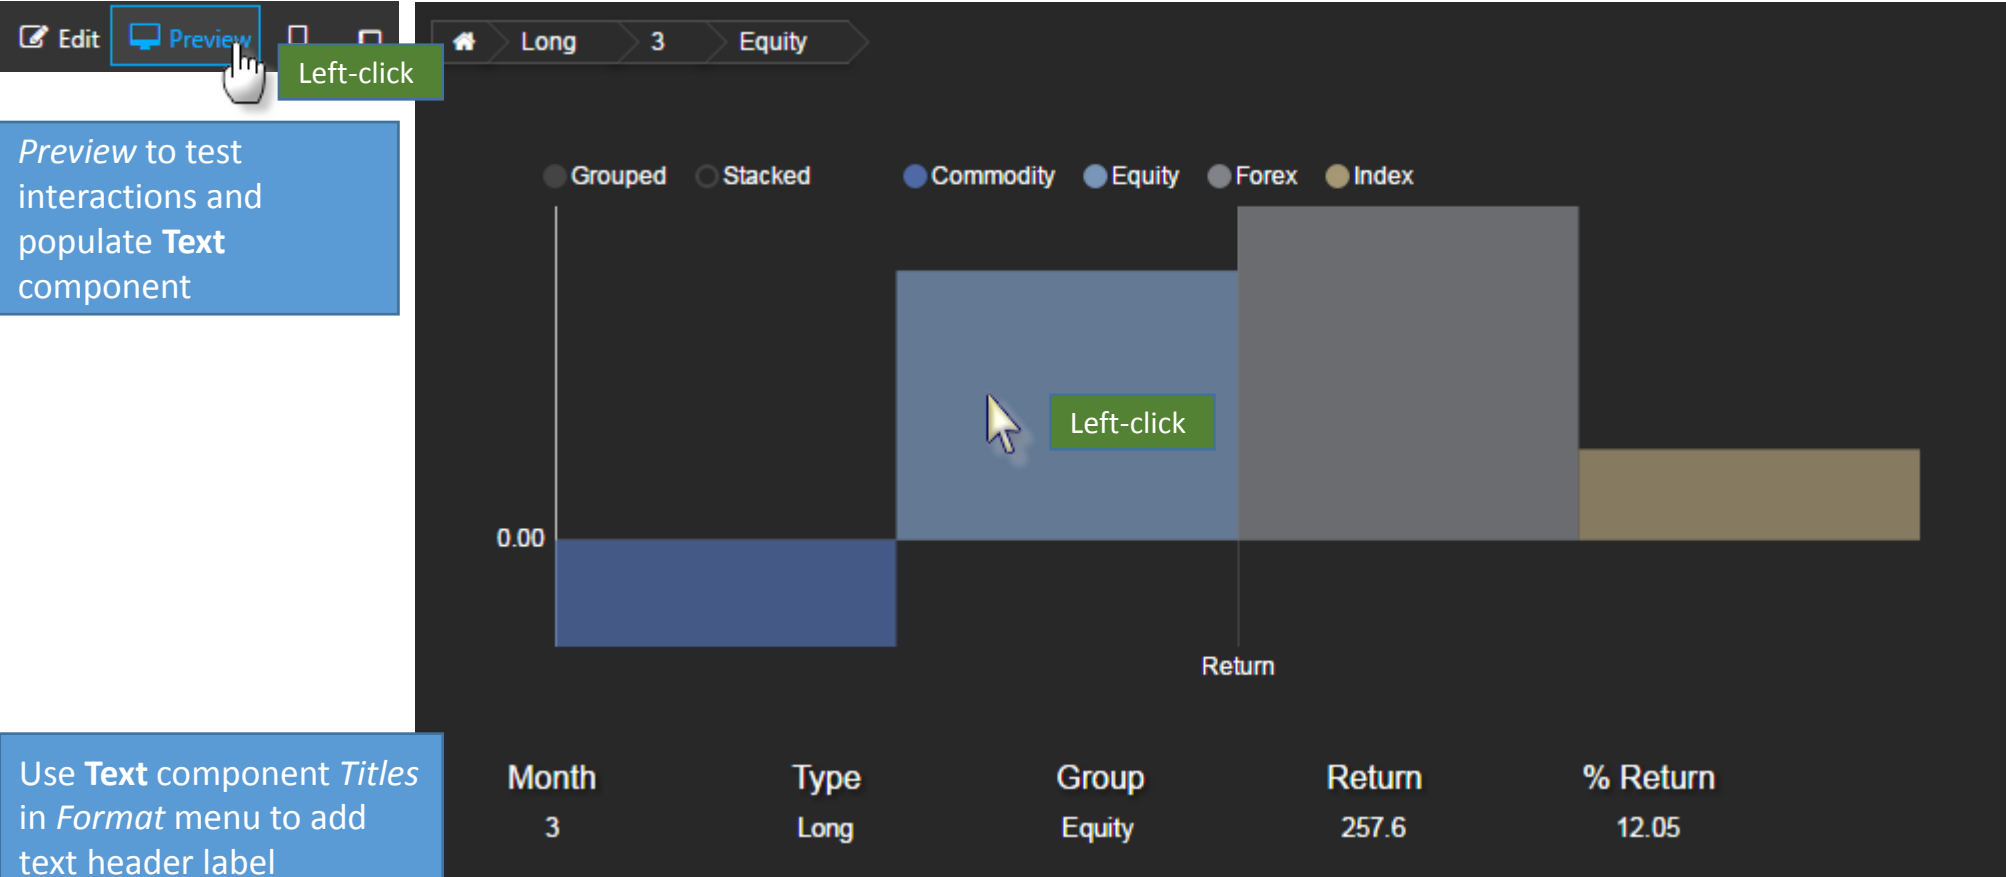 Edit Preview
Left-click
Long 3 Equity
Preview to test
interactions and
populate Text
component
Grouped Stacked Commodity Equity Forex Index
Left-click
0.00
Return
Use Text component Titles
in Format menu to add
text header label
Month Type Group Return % Return
3 Long Equity 257.6 12.05